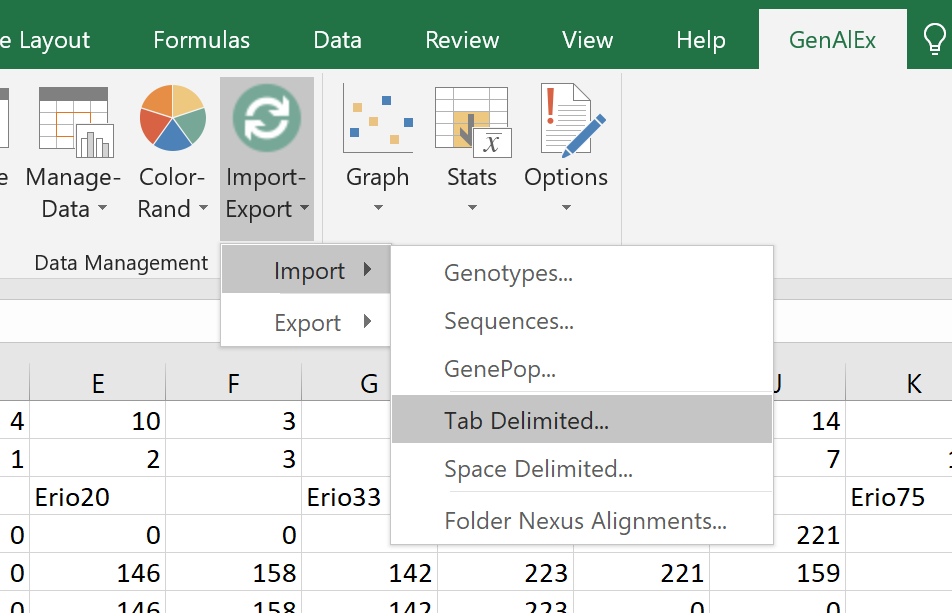 e Layout Formulas Data Review View Help GenAlEx
e Manage- Color- Import- Graph Stats Options
x
Data Rand Export
Data Management
Import
Export
Genotypes...
Sequences...
GenePop...
Tab Delimited...
Space Delimited...
Folder Nexus Alignments...
E F G J K
4 10 3 14
1 2 3 7
Erio20 Erio33 Erio75
0 0 0 221
0 146 158 142 223 221 159
0 146 158 142 223 0 0